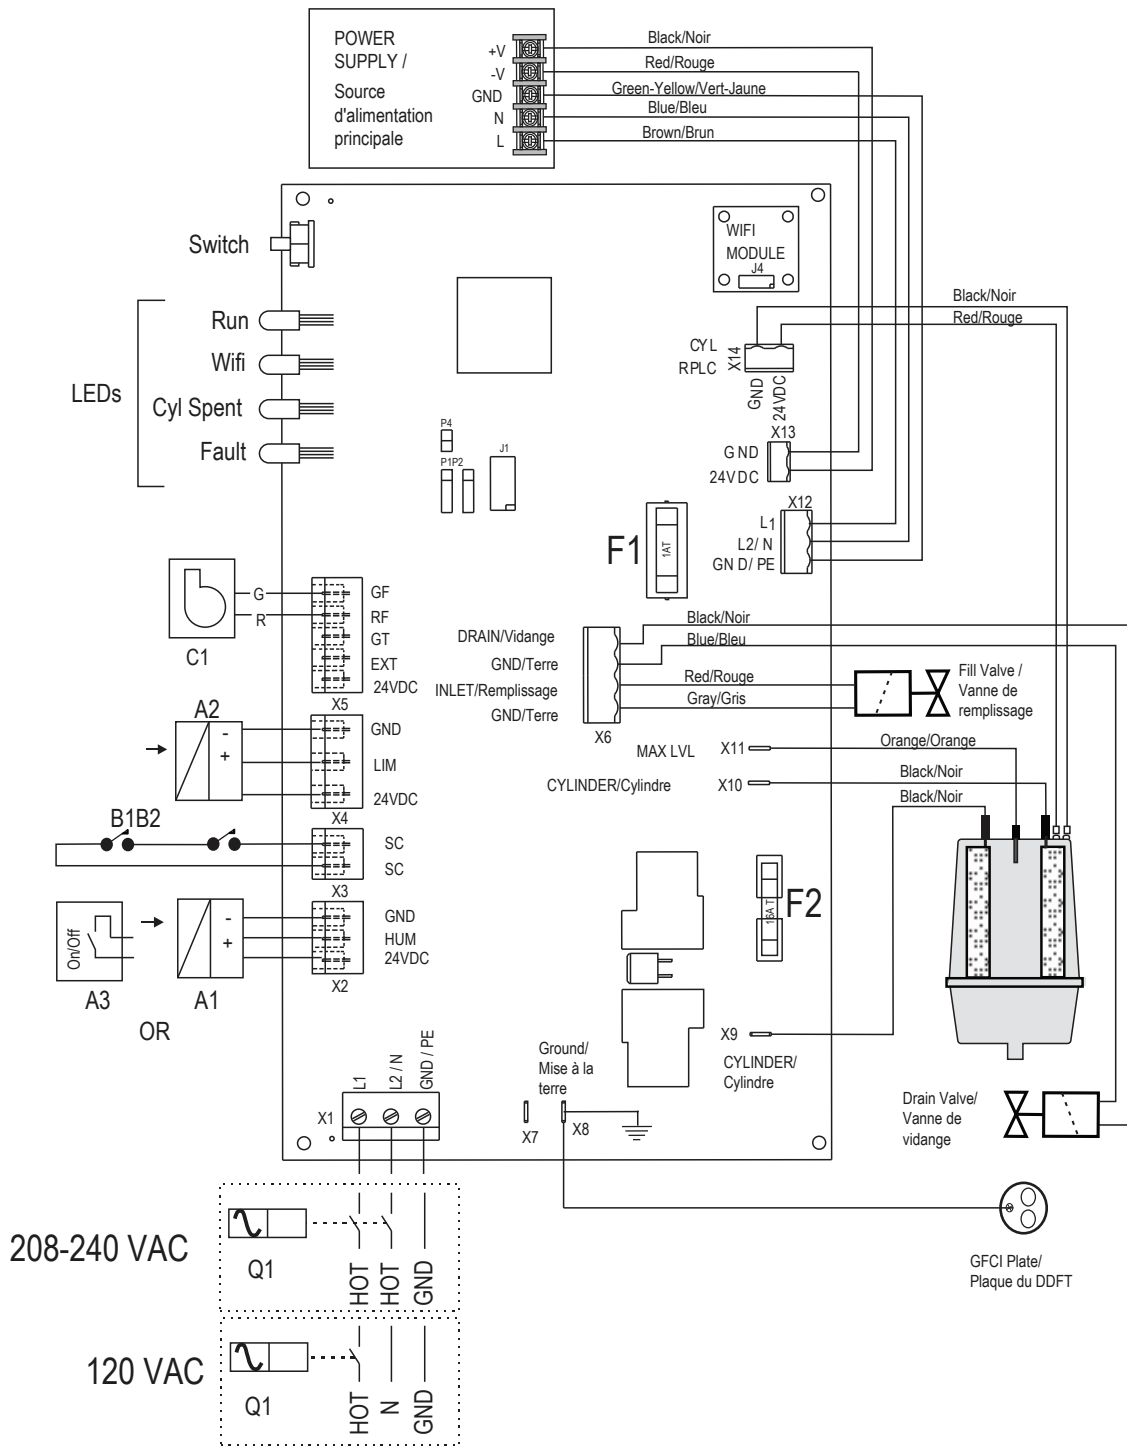 POWER
SUPPLY /
Source
d'alimentation
principale
+V
-V
GND
N
L
Black/Noir
Red/Rouge
Green-Yellow/Vert-Jaune
Blue/Bleu
Brown/Brun
Switch
WIFI
MODULE
J4
Black/Noir
Red/Rouge
Run
Wifi
LEDs
Cyl Spent
Fault
CYL
RPLC
X14
GND
24VDC
X13
GND
24VDC
P4
P1P2
J1
X12
L1
L2/ N
GND/ PE
F1
1AT
C1
G
R
GF
RF
GT
EXT
24VDC
X5
DRAIN/Vidange
GND/Terre
INLET/Remplissage
GND/Terre
X6
Black/Noir
Blue/Bleu
Red/Rouge
Gray/Gris
Fill Valve /
Vanne de
remplissage
A2
-
+
GND
LIM
24VDC
X4
MAX LVL
X11
Orange/Orange
CYLINDER/Cylindre
X10
Black/Noir
Black/Noir
B1B2
SC
SC
X3
F2
16A T
On/Off
A3
-
+
A1
OR
GND
HUM
24VDC
X2
X9
CYLINDER/
Cylindre
L1
L2 / N
GND / PE
X1
Ground/
Mise à la
terre
X7
X8
Drain Valve/
Vanne de
vidange
208-240 VAC
Q1
HOT
HOT
GND
GFCI Plate/
Plaque du DDFT
120 VAC
Q1
HOT
N
GND